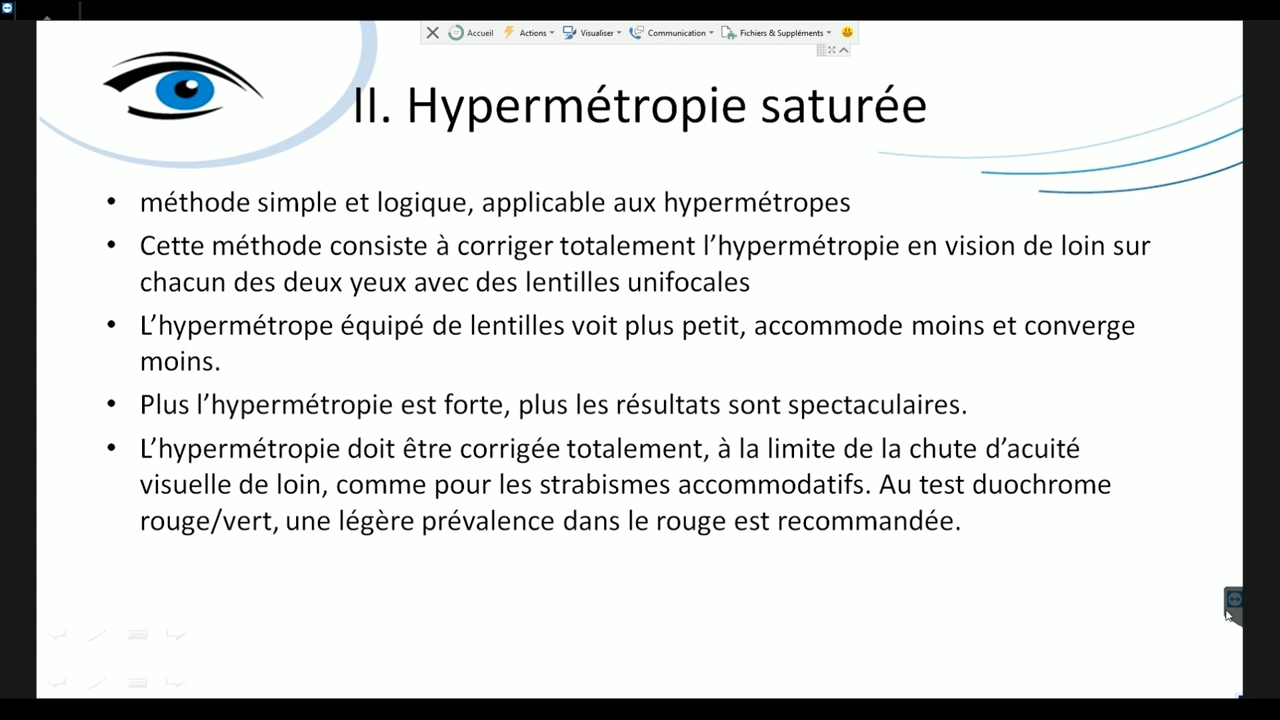 Accueil Actions Visualiser Communication Fichiers & Suppléments
II. Hypermétropie saturée
• méthode simple et logique, applicable aux hypermétropes
• Cette méthode consiste à corriger totalement l’hypermétropie en vision de loin sur
chacun des deux yeux avec des lentilles unifocales
• L’hypermétrope équipé de lentilles voit plus petit, accommode moins et converge
moins.
• Plus l’hypermétropie est forte, plus les résultats sont spectaculaires.
• L’hypermétropie doit être corrigée totalement, à la limite de la chute d’acuité
visuelle de loin, comme pour les strabismes accommodatifs. Au test duochrome
rouge/vert, une légère prévalence dans le rouge est recommandée.